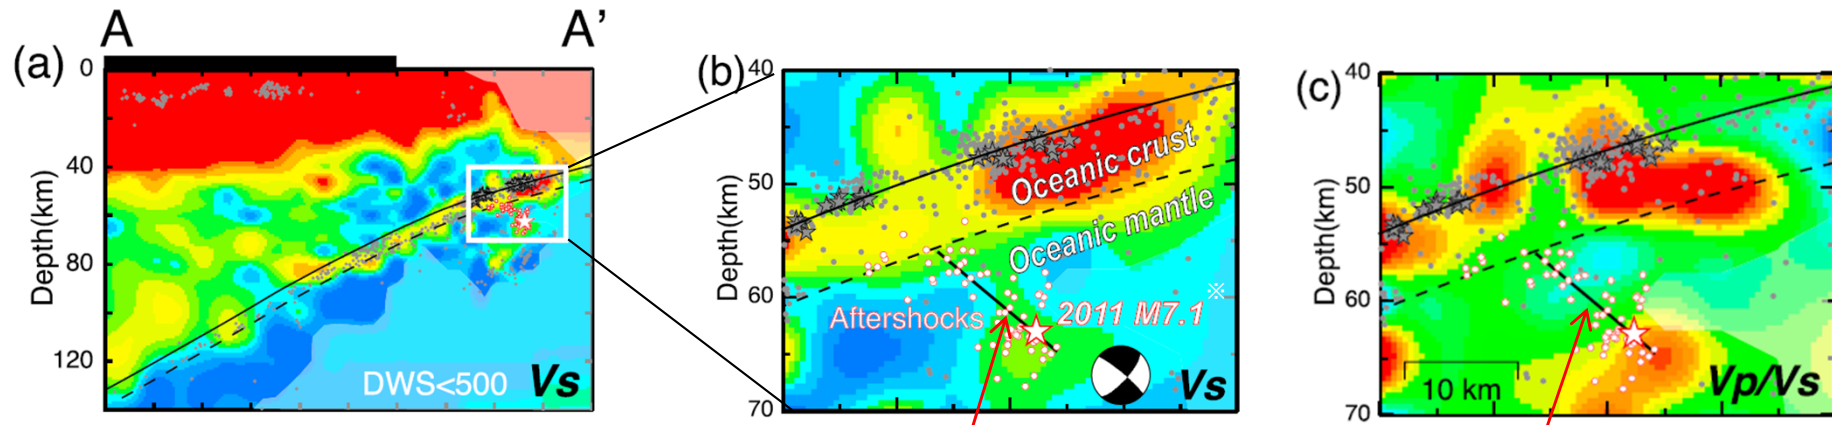 A A’
(a)
0
40
80
120
Depth(km)
DWS<500 Vs
(b)
40
50
60
70
Depth(km)
Oceanic crust
Oceanic mantle
Aftershocks 2011 M7.1※
Vs
(c)
40
50
60
70
Depth(km)
10 km
Vp/Vs